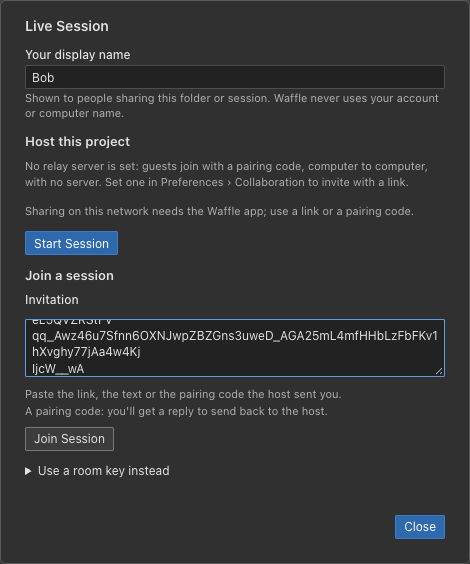 Live Session
Your display name
Bob
Shown to people sharing this folder or session. Waffle never uses your account
or computer name.
Host this project
No relay server is set: guests join with a pairing code, computer to computer,
with no server. Set one in Preferences › Collaboration to invite with a link.
Sharing on this network needs the Waffle app; use a link or a pairing code.
Start Session
Join a session
Invitation
qq_Awz46u7Sfnn6OXNJwpZBZGns3uweD_AGA25mL4mfHHbLzFbFKv1
hXvghy77jAa4w4Kj
IjcW__wA
Paste the link, the text or the pairing code the host sent you.
A pairing code: you'll get a reply to send back to the host.
Join Session
Use a room key instead
Close